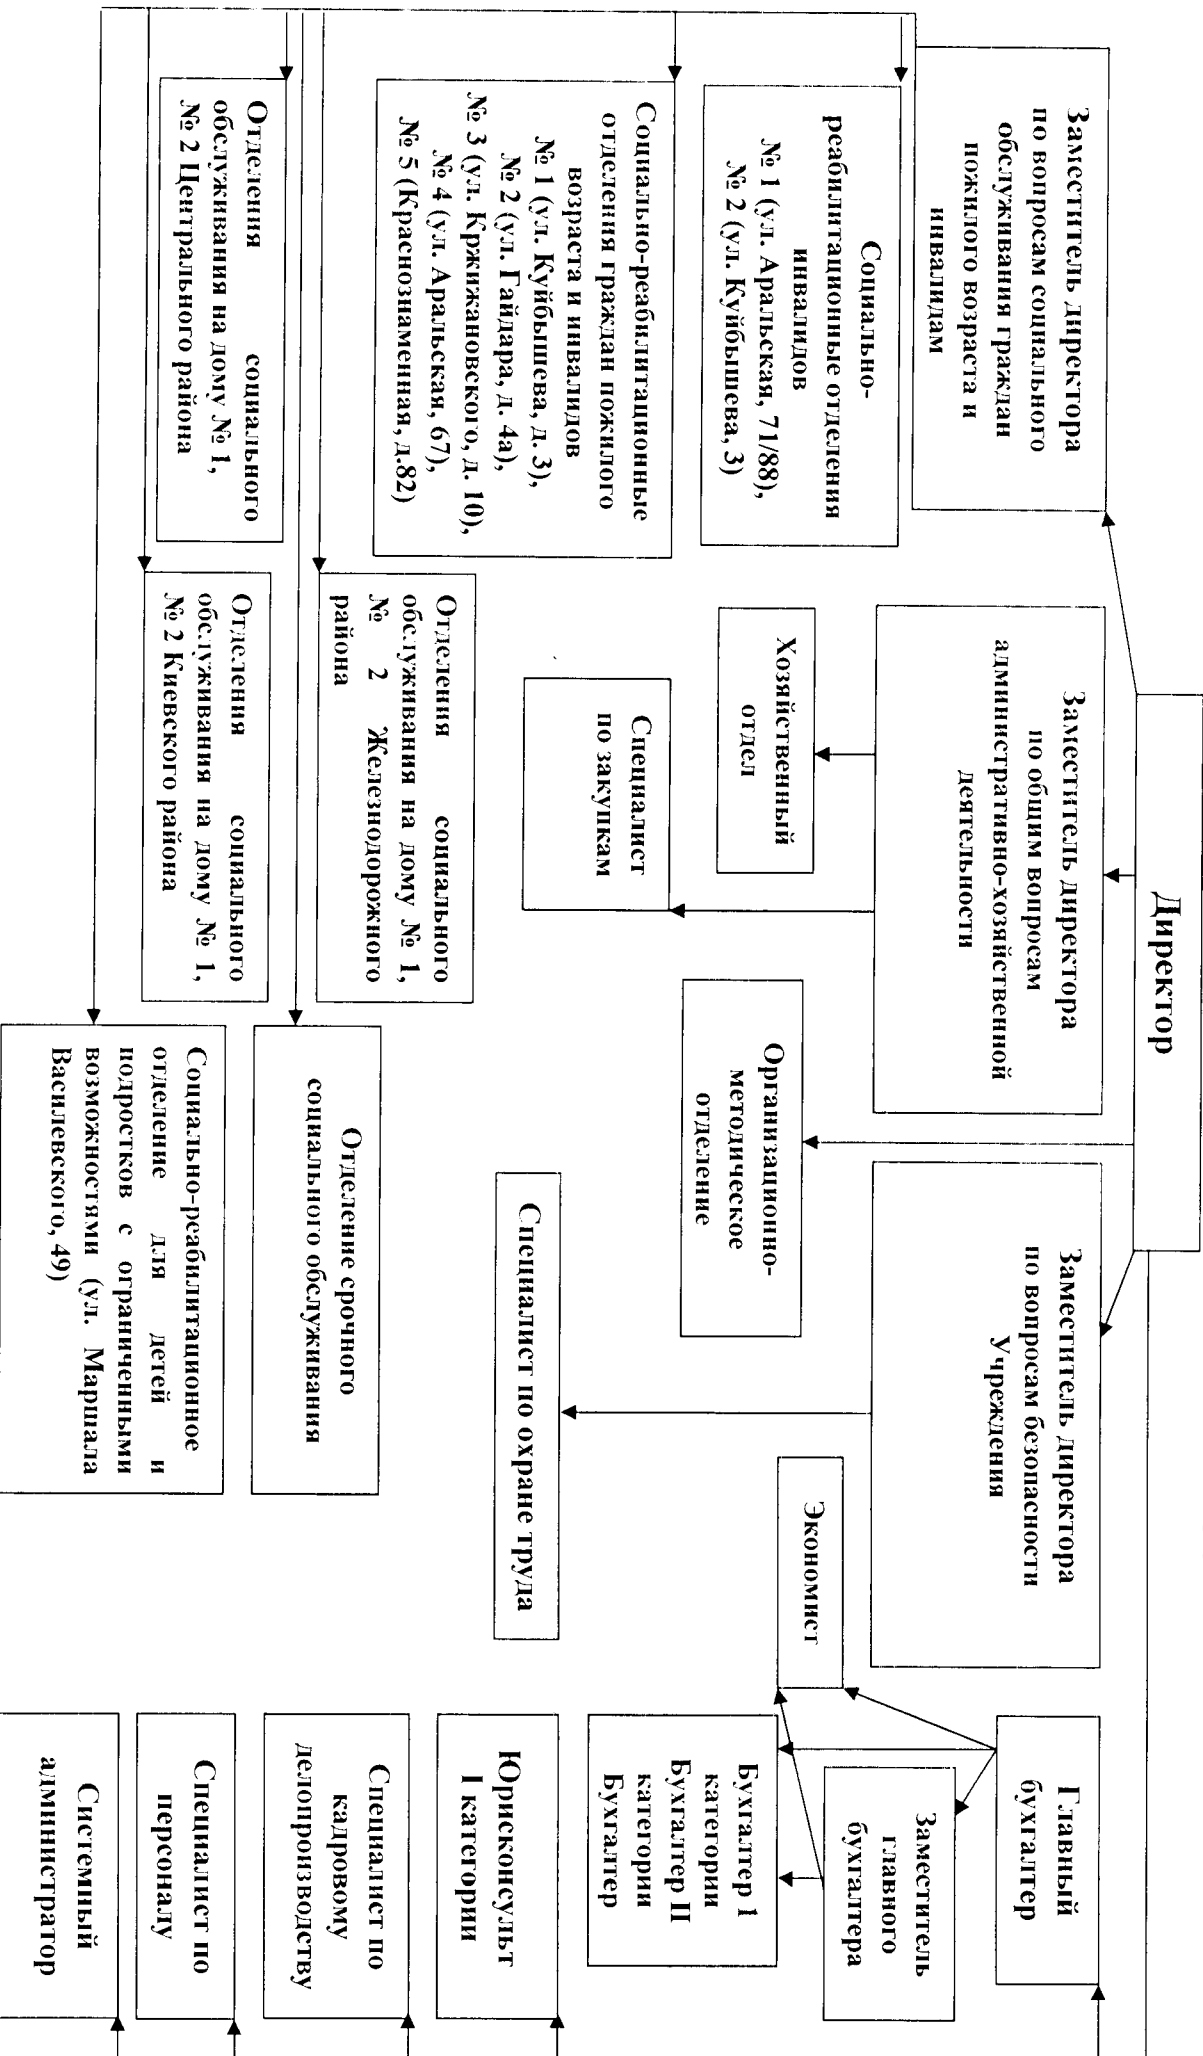 Директор
Заместитель директора
по вопросам социального
обслуживания граждан
пожилого возраста и
инвалидам
Заместитель директора
по общим вопросам
административно-хозяйственной
деятельности
Заместитель директора
по вопросам безопасности
Учреждения
Главный
бухгалтер
Заместитель
главного
бухгалтера
Экономист
Бухгалтер 1
категории
Бухгалтер II
категории
Бухгалтер
Социально-
реабилитационные отделения
инвалидов
№ 1 (ул. Аральская, 71/88),
№ 2 (ул. Куйбышева, 3)
Хозяйственный
отдел
Специалист
по закупкам
Организационно-
методическое
отделение
Специалист по охране труда
Юрисконсульт
I категории
Социально-реабилитационные
отделения граждан пожилого
возраста и инвалидов
№ 1 (ул. Куйбышева, д. 3),
№ 2 (ул. Гайдара, д. 4а),
№ 3 (ул. Кржижановского, д. 10),
№ 4 (ул. Аральская, 67),
№ 5 (Краснознаменная, д.82)
Отделения социального
обслуживания на дому № 1,
№ 2 Железнодорожного
района
Отделение срочного
социального обслуживания
Специалист по
кадровому
делопроизводству
Отделения социального
обслуживания на дому № 1,
№ 2 Центрального района
Отделения социального
обслуживания на дому № 1,
№ 2 Киевского района
Социально-реабилитационное
отделение для детей и
подростков с ограниченными
возможностями (ул. Маршала
Василевского, 49)
Специалист по
персоналу
Системный
администратор